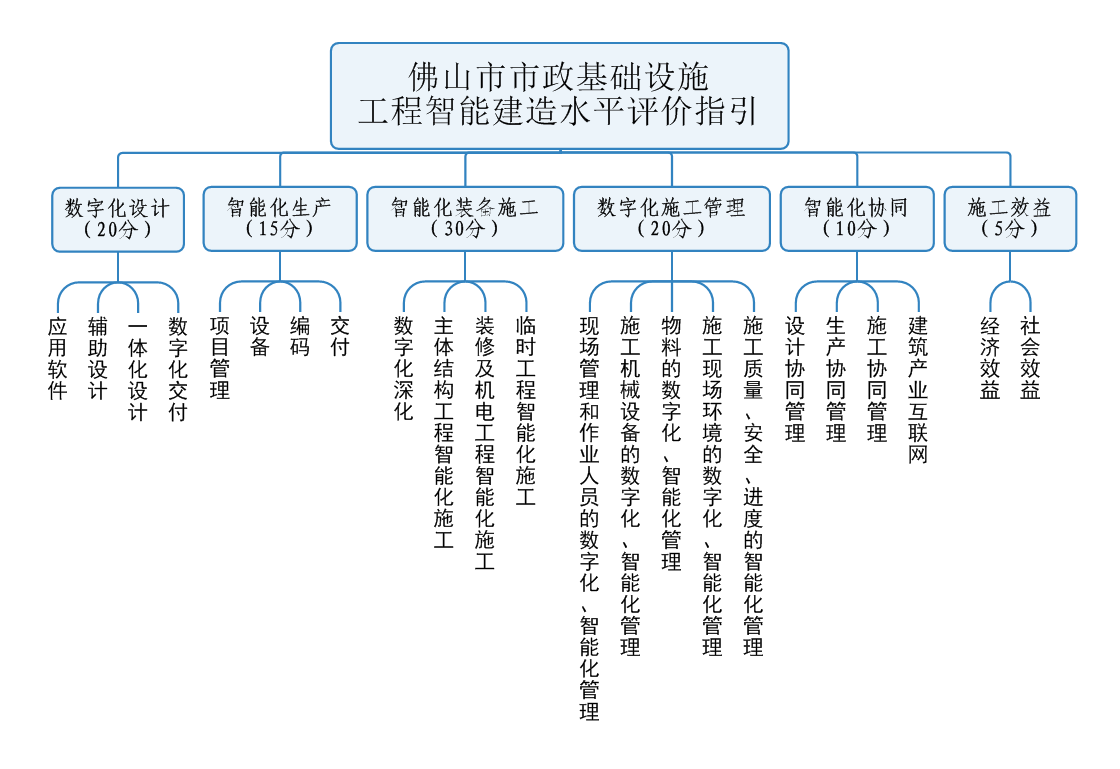 佛山市市政基础设施
工程智能建造水平评价指引
数字化设计
（20分）
智能化生产
（15分）
智能化装备施工
（30分）
数字化施工管理
（20分）
智能化协同
（10分）
施工效益
（5分）
应用软件
辅助设计
一体化设计
数字化交付
项目管理
设备
编码
交付
数字化深化
主体结构工程智能化施工
装修及机电工程智能化施工
临时工程智能化施工
现场管理和作业人员的数字化、智能化管理
施工机械设备的数字化、智能化管理
物料的数字化、智能化管理
施工现场环境的数字化、智能化管理
施工质量、安全、进度的智能化管理
设计协同管理
生产协同管理
施工协同管理
建筑产业互联网
经济效益
社会效益